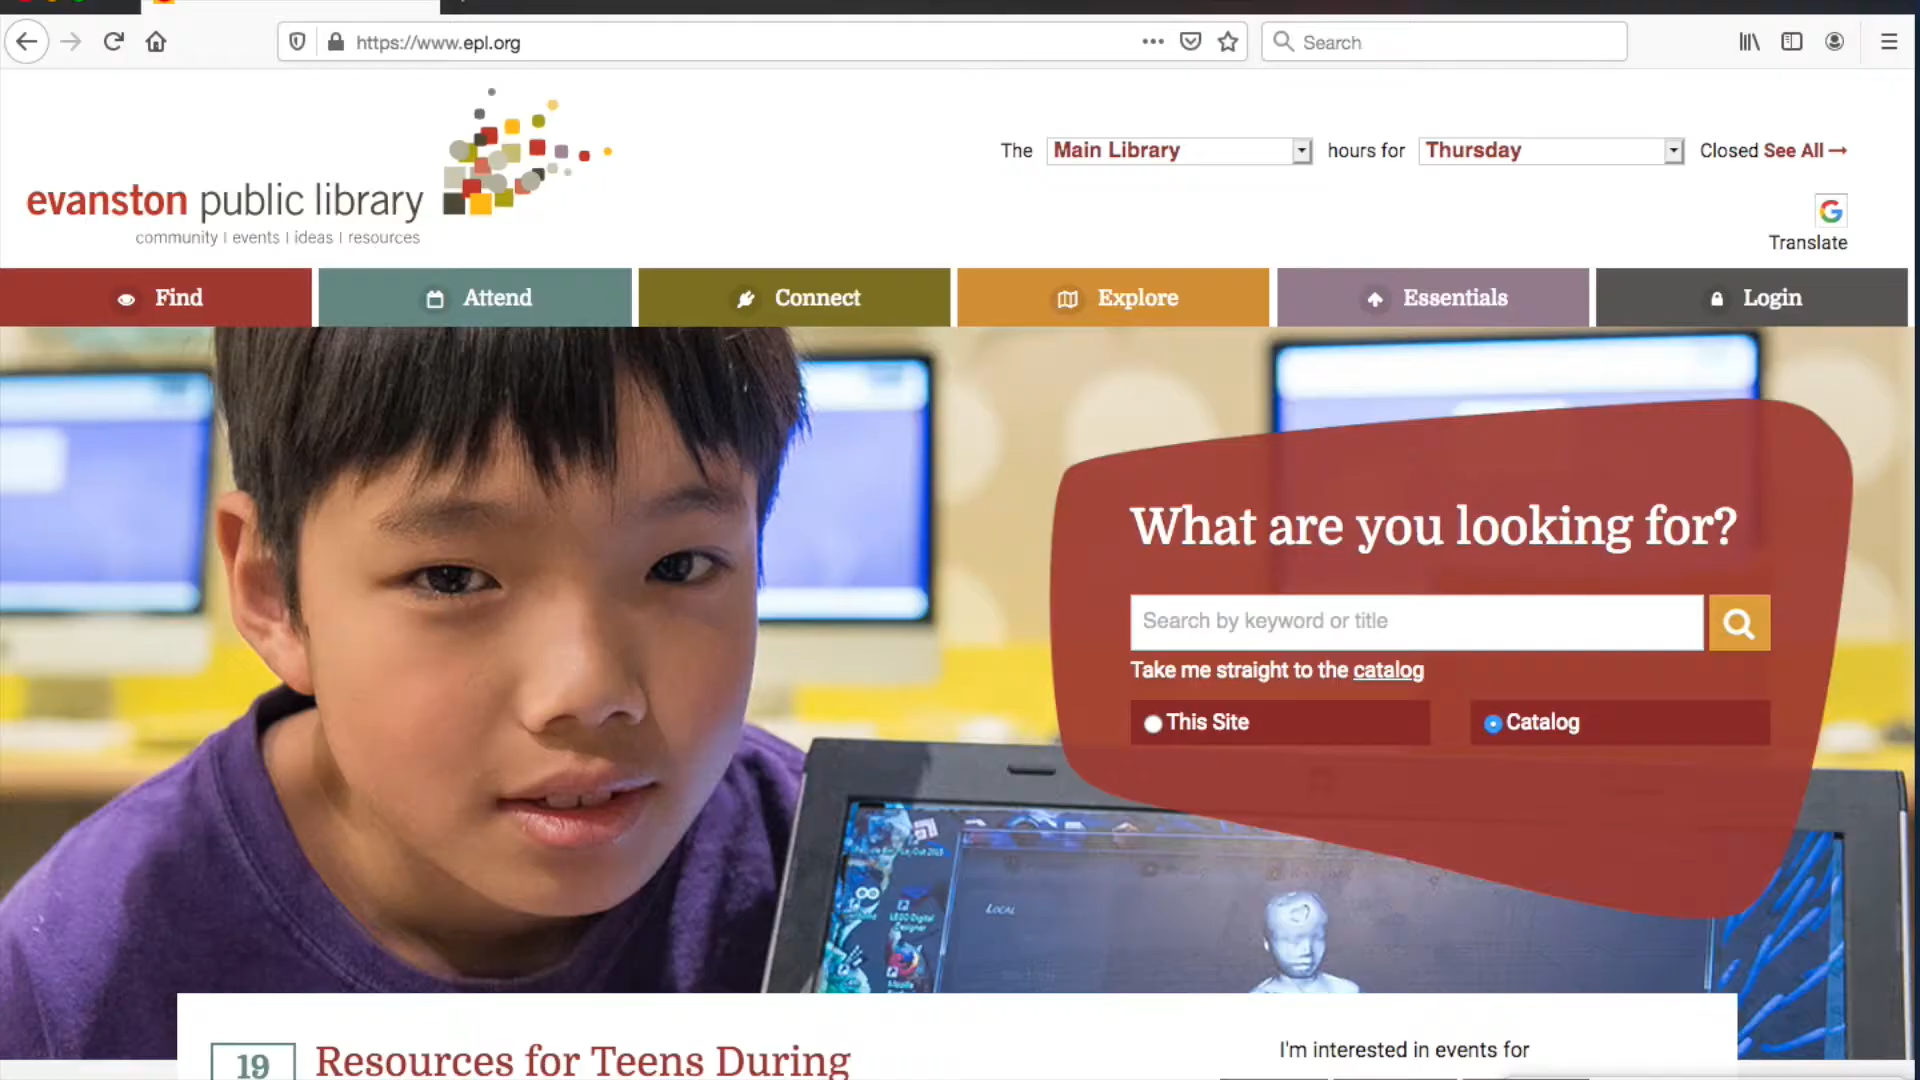 https://www.epl.org
Search
The Main Library hours for Thursday Closed See All →
evanston public library
community | events | ideas | resources
Translate
Find
Attend
Connect
Explore
Essentials
Login
What are you looking for?
Search by keyword or title
Take me straight to the catalog
This Site
Catalog
LOCAL
19
Resources for Teens During
I'm interested in events for